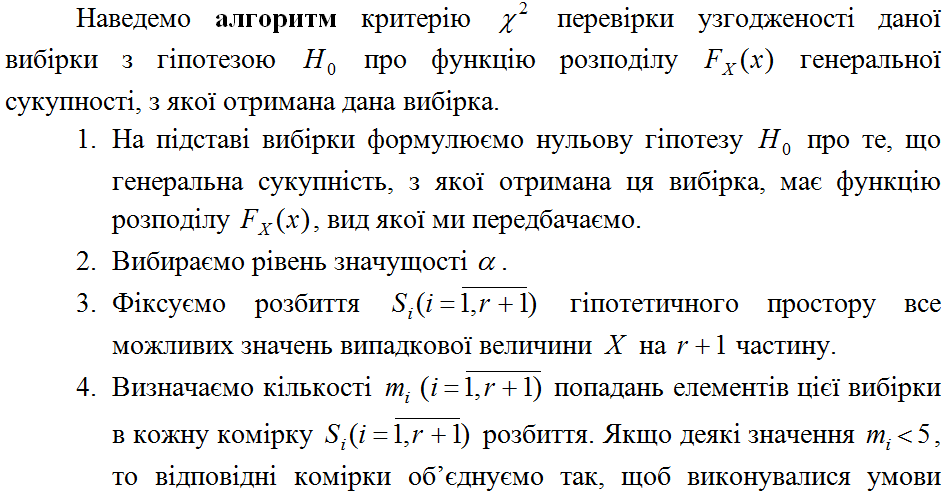 Наведемо алгоритм критерію χ² перевірки узгодженості даної
вибірки з гіпотезою H₀ про функцію розподілу F_X(x) генеральної
сукупності, з якої отримана дана вибірка.
1. На підставі вибірки формулюємо нульову гіпотезу H₀ про те, що
генеральна сукупність, з якої отримана ця вибірка, має функцію
розподілу F_X(x), вид якої ми передбачаємо.
2. Вибираємо рівень значущості α.
3. Фіксуємо розбиття S_i(i = \overline{1,r+1}) гіпотетичного простору все
можливих значень випадкової величини X на r+1 частину.
4. Визначаємо кількості m_i (i = \overline{1,r+1}) попадань елементів цієї вибірки
в кожну комірку S_i(i = \overline{1,r+1}) розбиття. Якщо деякі значення m_i < 5,
то відповідні комірки об’єднуємо так, щоб виконувалися умови